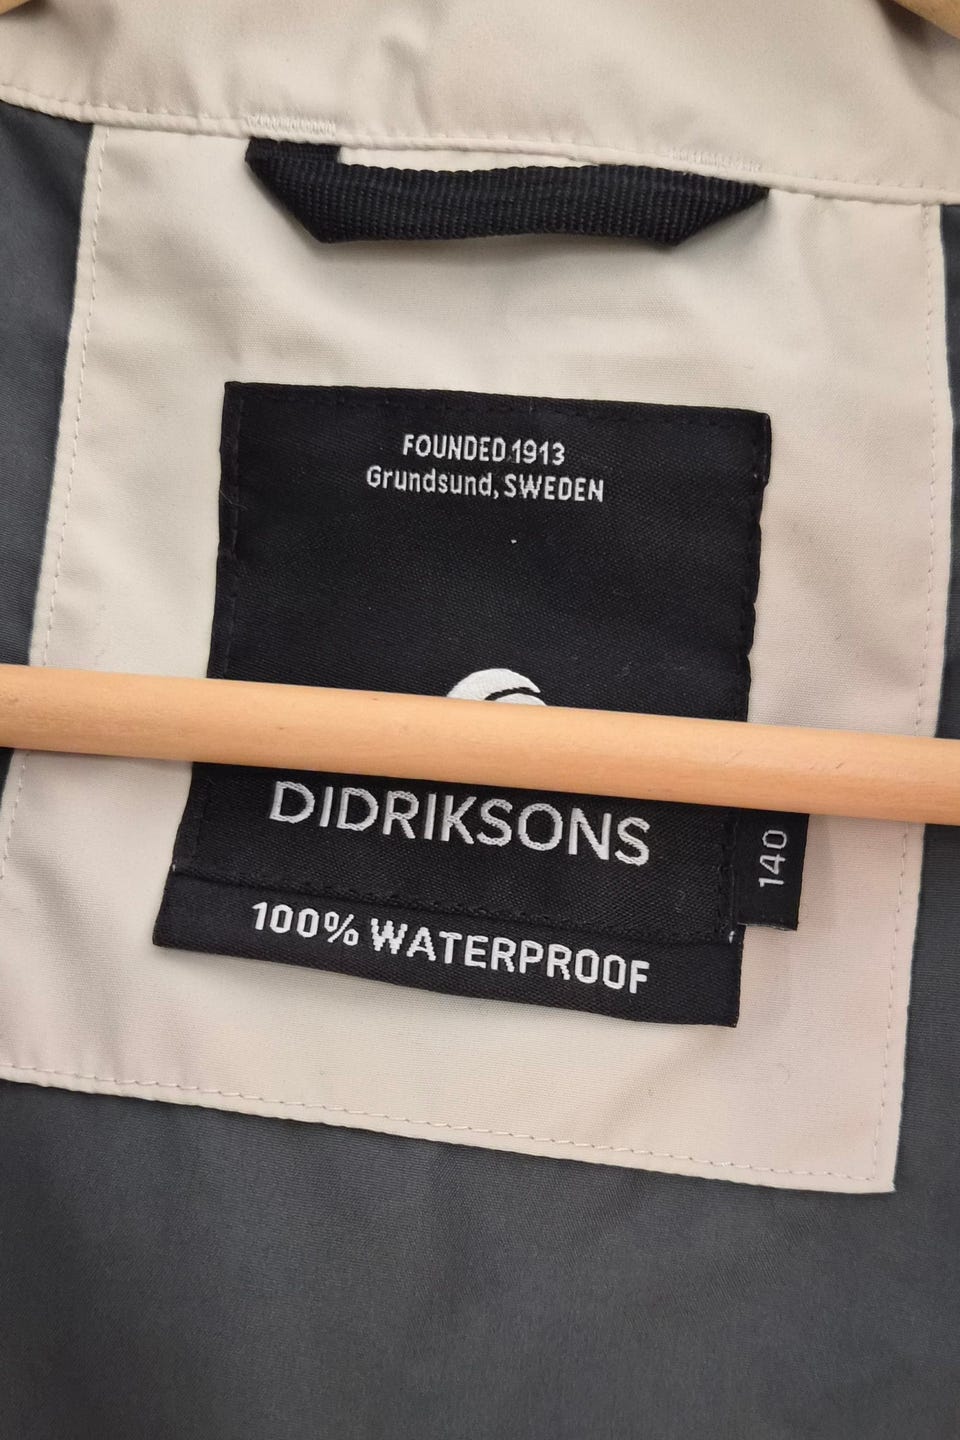 FOUNDED 1913
Grundsund, SWEDEN
DIDRIKSONS
140
100% WATERPROOF